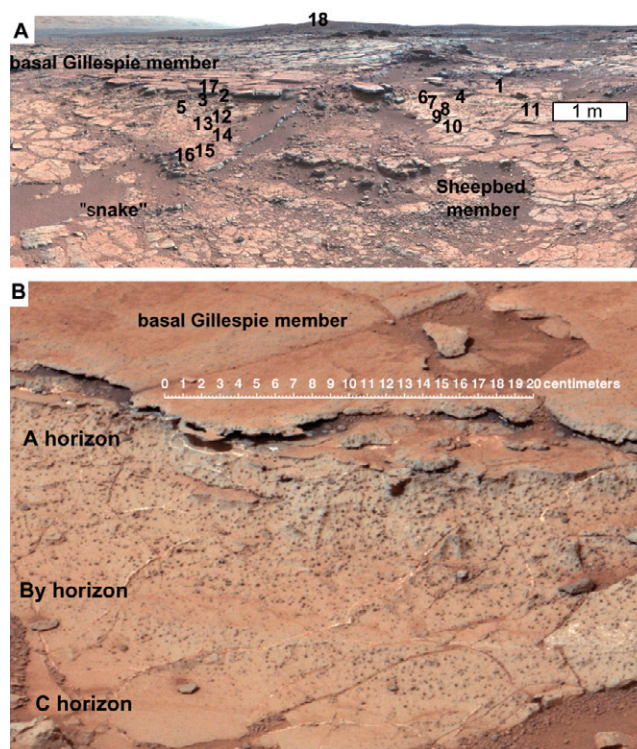 A
18
basal Gillespie member
17
3 2
5
12
13
14
16 15
1
6 7 4
8
9
10
11
1 m
"snake"
Sheepbed
member
B
basal Gillespie member
0 1 2 3 4 5 6 7 8 9 10 11 12 13 14 15 16 17 18 19 20 centimeters
A horizon
By horizon
C horizon